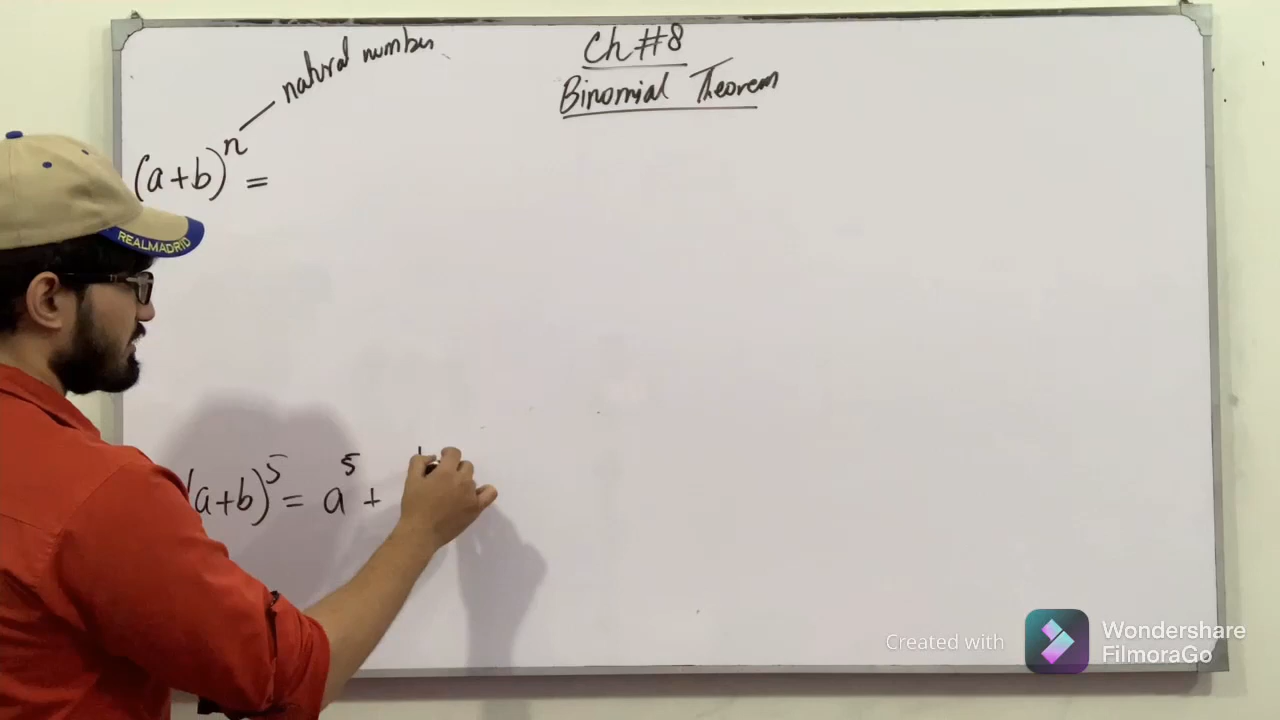 Ch #8
Binomial Theorem
natural number
(a+b)^n =
REALMADRID
(a+b)^5 = a^5 +
Created with
Wondershare
FilmoraGo